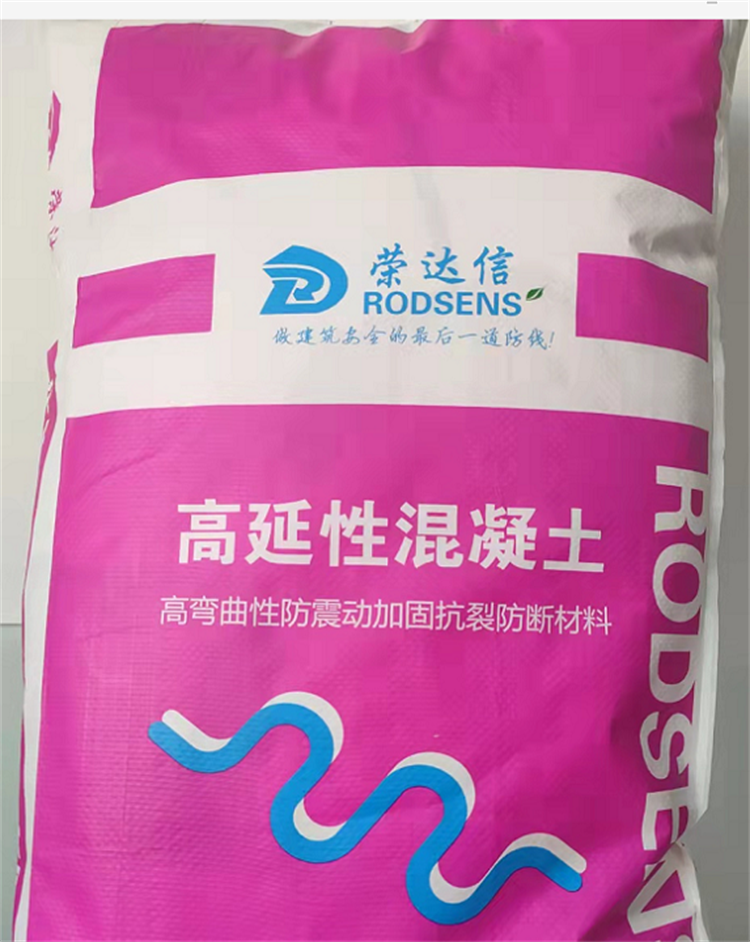 荣达信
RODSENS
做建筑安全的最后一道防线!
高延性混凝土
高弯曲性防震动加固抗裂防断材料
RODSENS